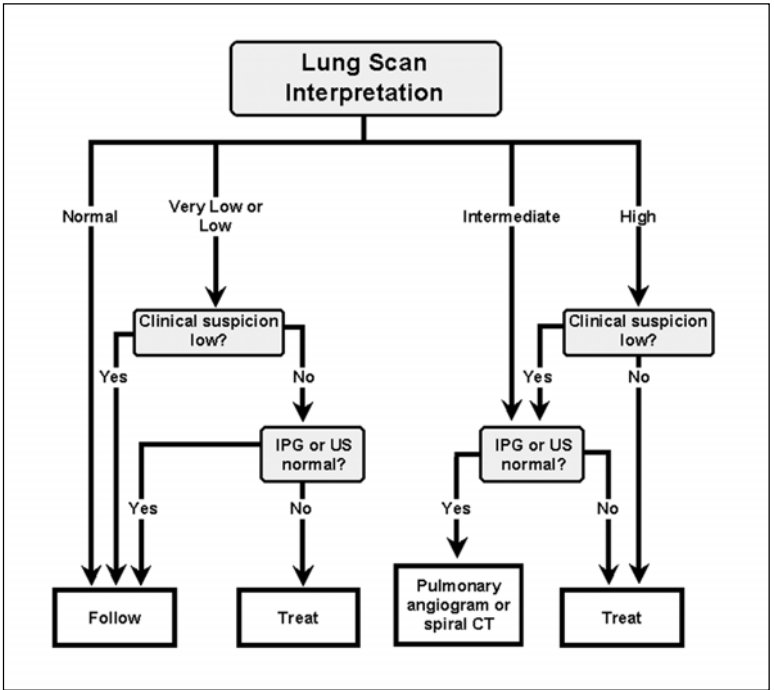 Lung Scan
Interpretation
Normal
Very Low or
Low
Intermediate
High
Clinical suspicion
low?
Clinical suspicion
low?
Yes
No
Yes
No
IPG or US
normal?
IPG or US
normal?
Yes
No
Yes
No
Follow
Treat
Pulmonary
angiogram or
spiral CT
Treat